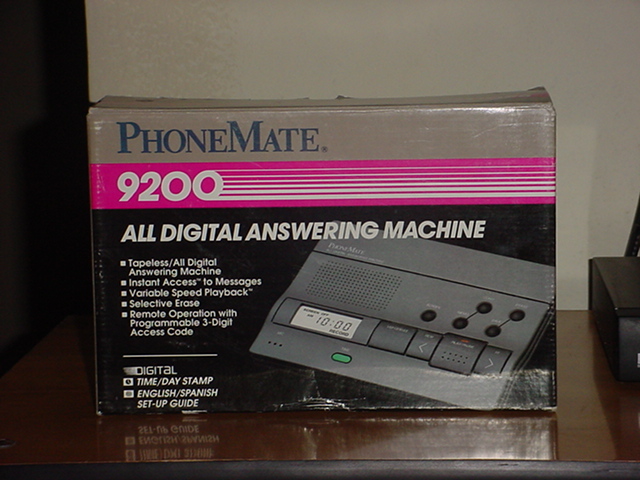 PHONEMATE®
9200
ALL DIGITAL ANSWERING MACHINE
▪ Tapeless/All Digital
Answering Machine
▪ Instant Access™ to Messages
▪ Variable Speed Playback™
▪ Selective Erase
▪ Remote Operation with
Programmable 3-Digit
Access Code
DIGITAL
TIME/DAY STAMP
ENGLISH/SPANISH
SET-UP GUIDE
PHONEMATE
10:00
RECORD